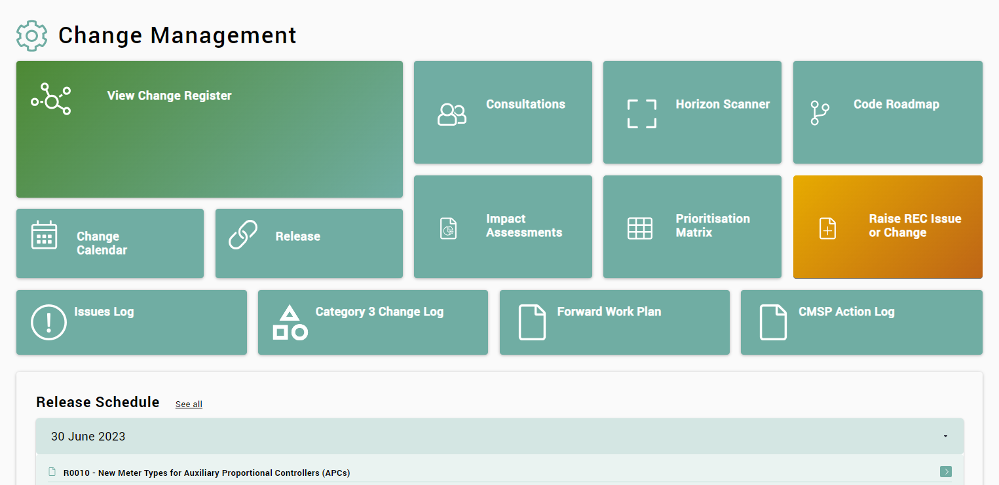 Change Management
View Change Register
Consultations
Horizon Scanner
Code Roadmap
Change
Calendar
Release
Impact
Assessments
Prioritisation
Matrix
Raise REC Issue
or Change
Issues Log
Category 3 Change Log
Forward Work Plan
CMSP Action Log
Release Schedule See all
30 June 2023
R0010 - New Meter Types for Auxiliary Proportional Controllers (APCs)